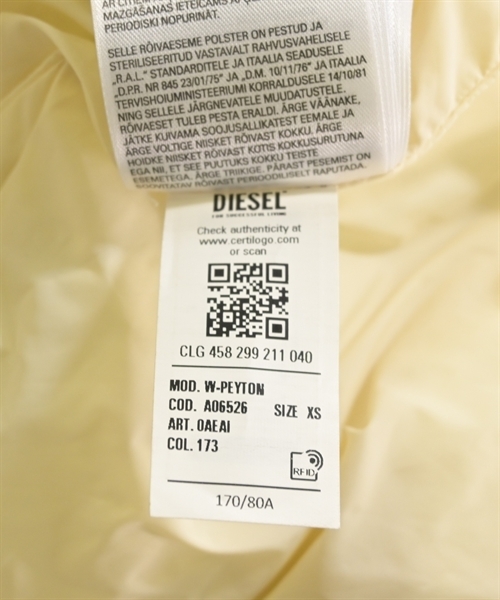 MAZGĀŠANAS IETEICAMS
PERIODISKI NOPURINĀT.
SELLE RÕIVAESEME POLSTER ON PESTUD JA
STERILISEERITUD VASTAVALT RAHVUSVAHELISELE
„R.A.L.” STANDARDITELE JA ITAALIA SEADUSELE
„D.P.R. NR 845 23/01/75” JA „D.M. 10/11/76” JA ITAALIA
TERVISHOIUMINISTEERIUMI KORRALDUSELE 14/10/81
NING SELLELE JÄRGNEVATELE MUUDATUSTELE.
RÕIVAESET TULEB PESTA ERALDI. ÄRGE VÄÄNAKE,
JÄTKE KUIVAMA SOOJUSALLIKATEST EEMALE JA
ÄRGE VOLTIGE NIISKET RÕIVAST KOKKU. ÄRGE
HOIDKE NIISKET RÕIVAST KOKKUSURUTUNA
EGA NII, ET SEE PUUTUKS KOKKU TEISTE
ESEMETEGA. ÄRGE TRIIKIGE. PÄRAST PESEMIST ON
SOOVITATAV RÕIVAST PERIOODILISELT RAPUTADA.
DIESEL
FOR SUCCESSFUL LIVING
Check authenticity at
www.certilogo.com
or scan
CLG 458 299 211 040
MOD. W-PEYTON
COD. A06526 SIZE XS
ART. 0AEAI
COL. 173
RFID
170/80A